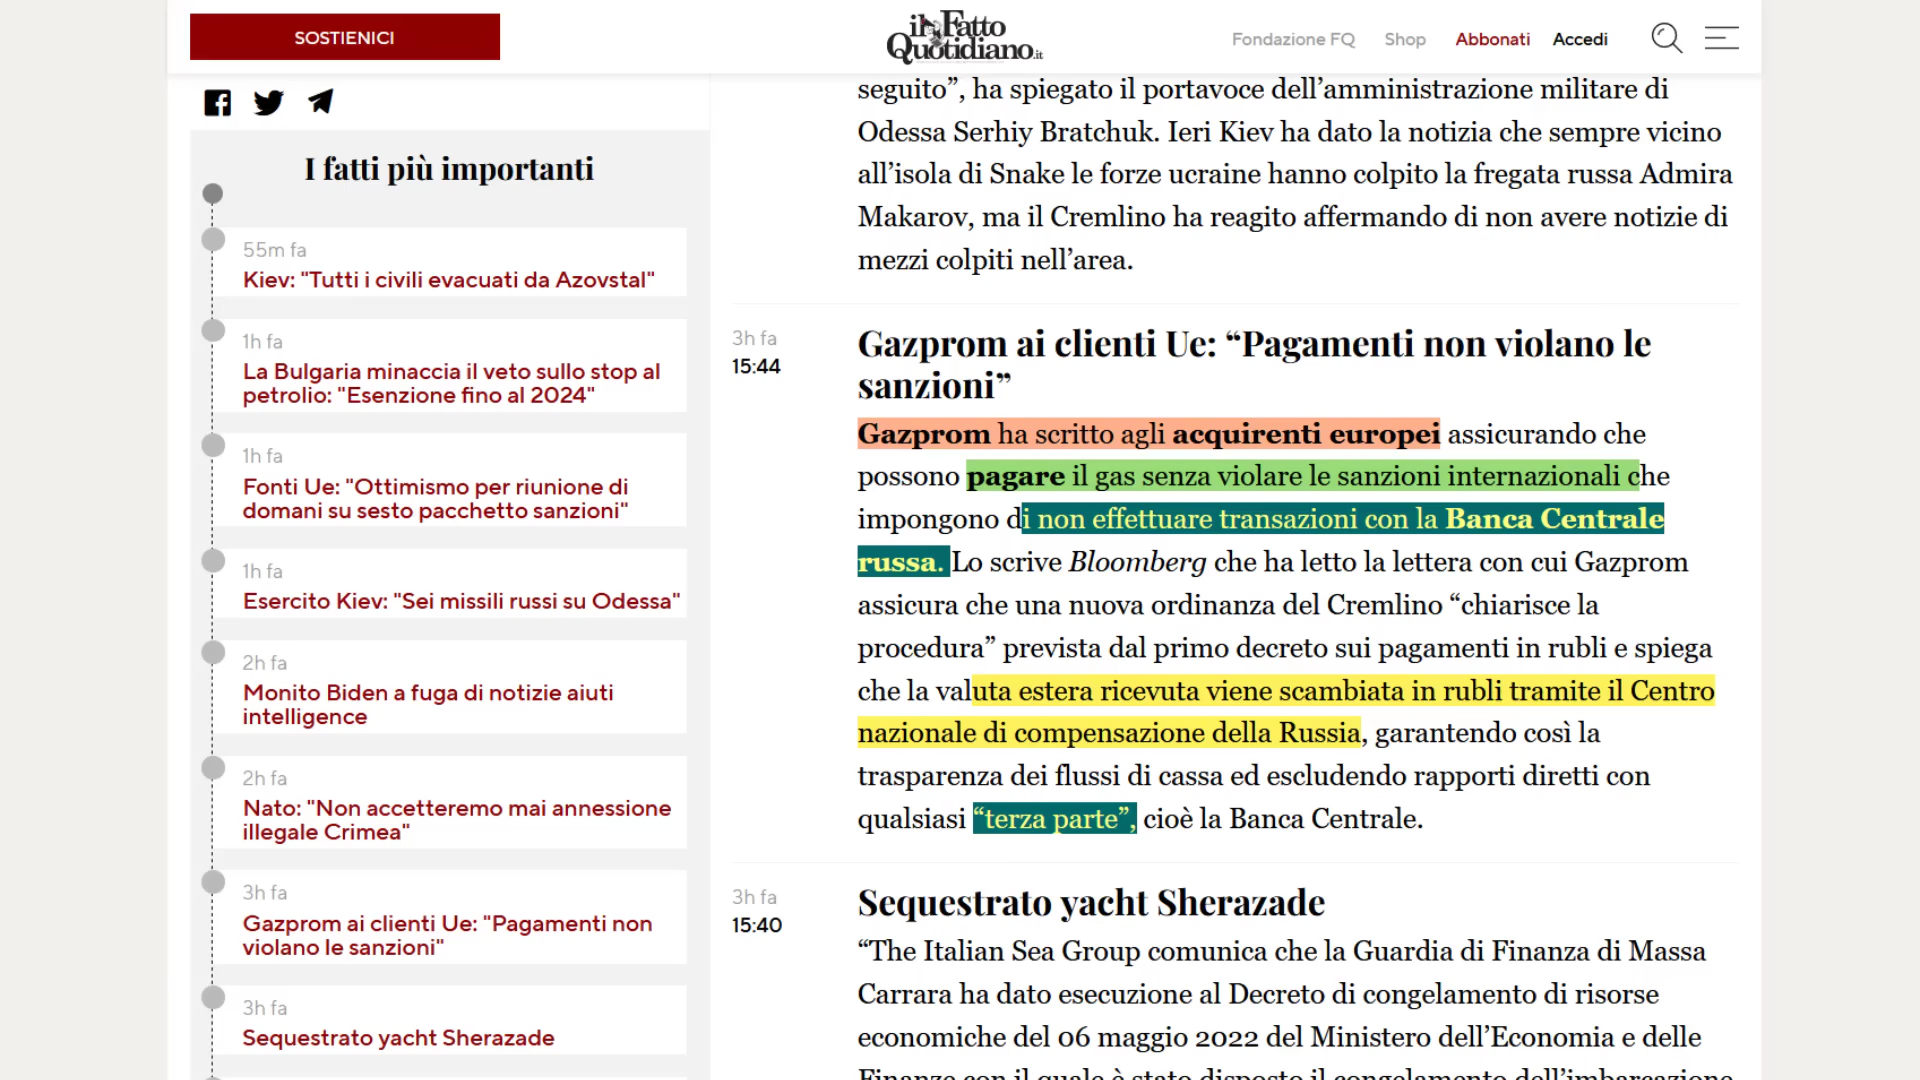 SOSTIENICI
il Fatto
Quotidiano.it
Fondazione FQ
Shop
Abbonati
Accedi
I fatti più importanti
55m fa
Kiev: "Tutti i civili evacuati da Azovstal"
1h fa
La Bulgaria minaccia il veto sullo stop al
petrolio: "Esenzione fino al 2024"
1h fa
Fonti Ue: "Ottimismo per riunione di
domani su sesto pacchetto sanzioni"
1h fa
Esercito Kiev: "Sei missili russi su Odessa"
2h fa
Monito Biden a fuga di notizie aiuti
intelligence
2h fa
Nato: "Non accetteremo mai annessione
illegale Crimea"
3h fa
Gazprom ai clienti Ue: "Pagamenti non
violano le sanzioni"
3h fa
Sequestrato yacht Sherazade
seguito”, ha spiegato il portavoce dell’amministrazione militare di
Odessa Serhiy Bratchuk. Ieri Kiev ha dato la notizia che sempre vicino
all’isola di Snake le forze ucraine hanno colpito la fregata russa Admira
Makarov, ma il Cremlino ha reagito affermando di non avere notizie di
mezzi colpiti nell’area.
3h fa
15:44
Gazprom ai clienti Ue: “Pagamenti non violano le
sanzioni”
Gazprom ha scritto agli acquirenti europei assicurando che
possono pagare il gas senza violare le sanzioni internazionali che
impongono di non effettuare transazioni con la Banca Centrale
russa. Lo scrive Bloomberg che ha letto la lettera con cui Gazprom
assicura che una nuova ordinanza del Cremlino “chiarisce la
procedura” prevista dal primo decreto sui pagamenti in rubli e spiega
che la valuta estera ricevuta viene scambiata in rubli tramite il Centro
nazionale di compensazione della Russia, garantendo così la
trasparenza dei flussi di cassa ed escludendo rapporti diretti con
qualsiasi “terza parte”, cioè la Banca Centrale.
3h fa
15:40
Sequestrato yacht Sherazade
“The Italian Sea Group comunica che la Guardia di Finanza di Massa
Carrara ha dato esecuzione al Decreto di congelamento di risorse
economiche del 06 maggio 2022 del Ministero dell’Economia e delle
Finanze con il quale è stato disposto il congelamento dell’imbarcazione